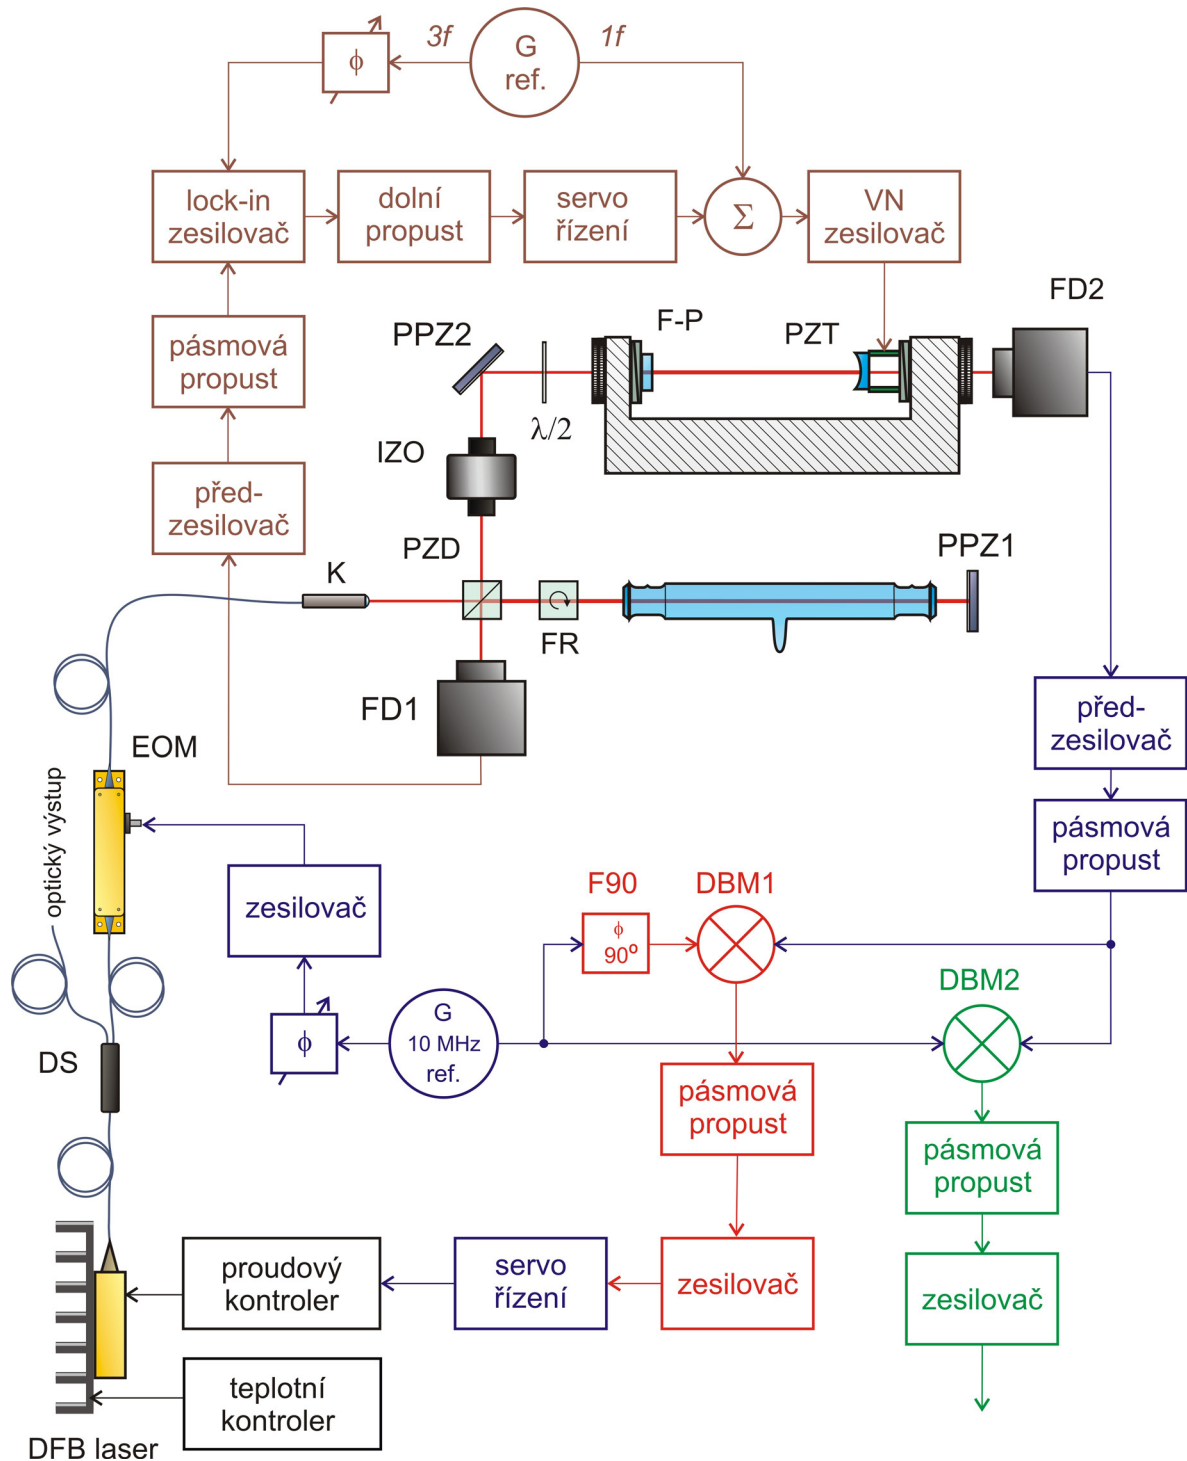 3f
G
ref.
1f
ϕ
lock-in
zesilovač
dolní
propust
servo
řízení
Σ
VN
zesilovač
pásmová
propust
před-
zesilovač
PPZ2
λ/2
F-P
PZT
FD2
IZO
PZD
K
FR
PPZ1
FD1
EOM
optický výstup
DS
před-
zesilovač
pásmová
propust
zesilovač
F90
ϕ
90º
DBM1
DBM2
ϕ
G
10 MHz
ref.
pásmová
propust
pásmová
propust
proudový
kontroler
servo
řízení
zesilovač
zesilovač
teplotní
kontroler
DFB laser